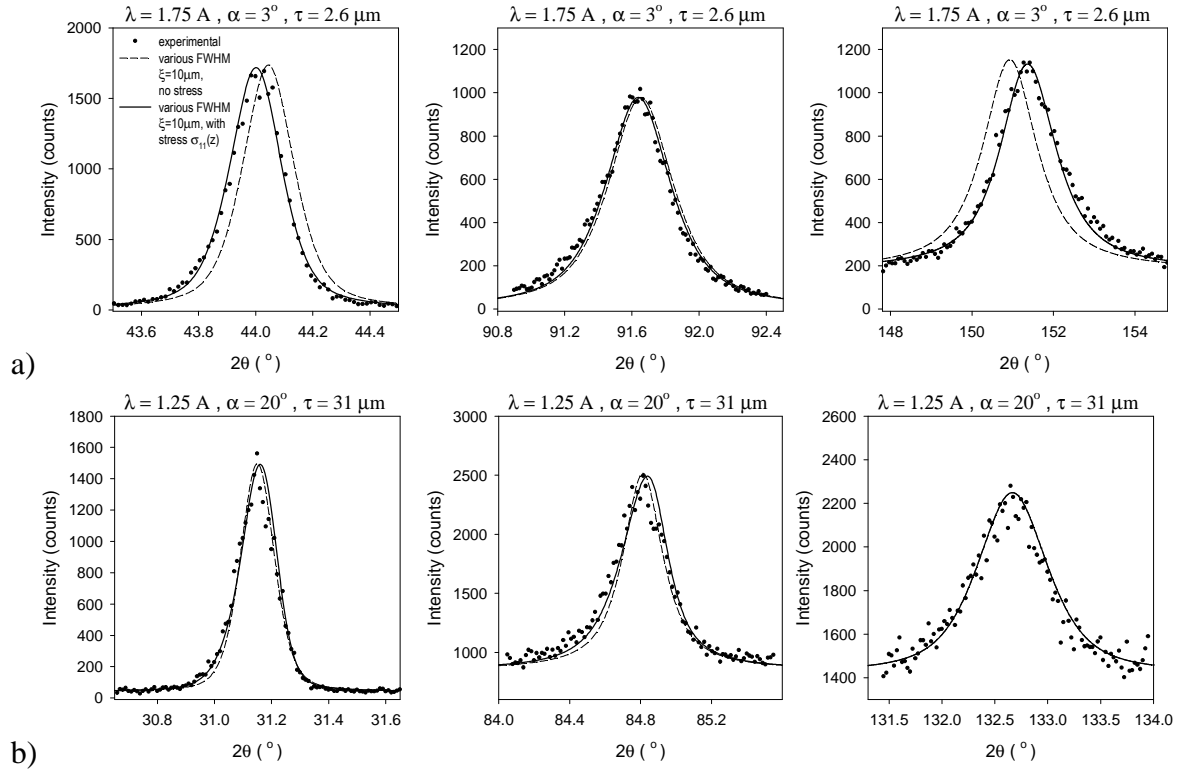 λ = 1.75 A , α = 3° , τ = 2.6 μm
2000
1500
1000
500
0
Intensity (counts)
experimental
various FWHM
ξ=10μm,
no stress
various FWHM
ξ=10μm, with
stress σ₁₁(z)
43.6 43.8 44.0 44.2 44.4
2θ ( ° )
λ = 1.75 A , α = 3° , τ = 2.6 μm
1200
1000
800
600
400
200
0
Intensity (counts)
90.8 91.2 91.6 92.0 92.4
2θ ( ° )
λ = 1.75 A , α = 3° , τ = 2.6 μm
1200
1000
800
600
400
200
0
Intensity (counts)
148 150 152 154
2θ ( ° )
a)
λ = 1.25 A , α = 20° , τ = 31 μm
1800
1600
1400
1200
1000
800
600
400
200
0
Intensity (counts)
30.8 31.0 31.2 31.4 31.6
2θ ( ° )
λ = 1.25 A , α = 20° , τ = 31 μm
3000
2500
2000
1500
1000
Intensity (counts)
84.0 84.4 84.8 85.2
2θ ( ° )
λ = 1.25 A , α = 20° , τ = 31 μm
2600
2400
2200
2000
1800
1600
1400
Intensity (counts)
131.5 132.0 132.5 133.0 133.5 134.0
2θ ( ° )
b)